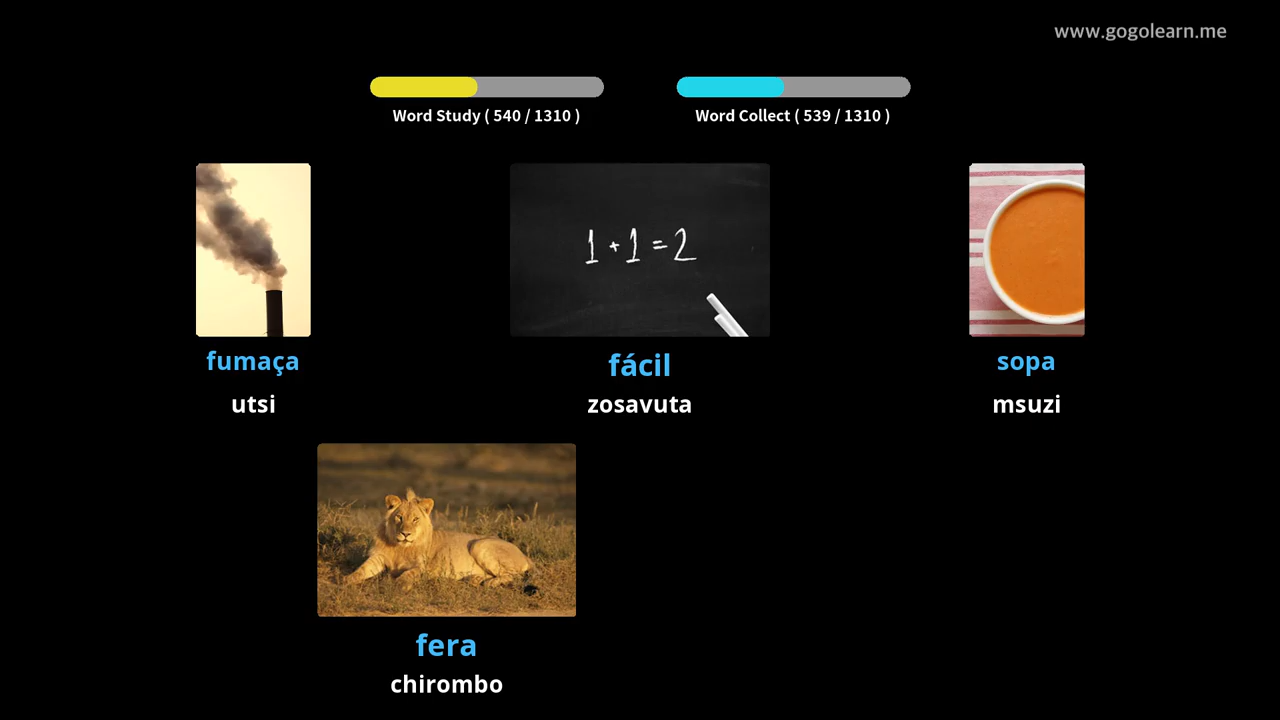 www.gogolearn.me
Word Study ( 540 / 1310 )
Word Collect ( 539 / 1310 )
1 + 1 = 2
fumaça
fácil
sopa
utsi
zosavuta
msuzi
fera
chirombo